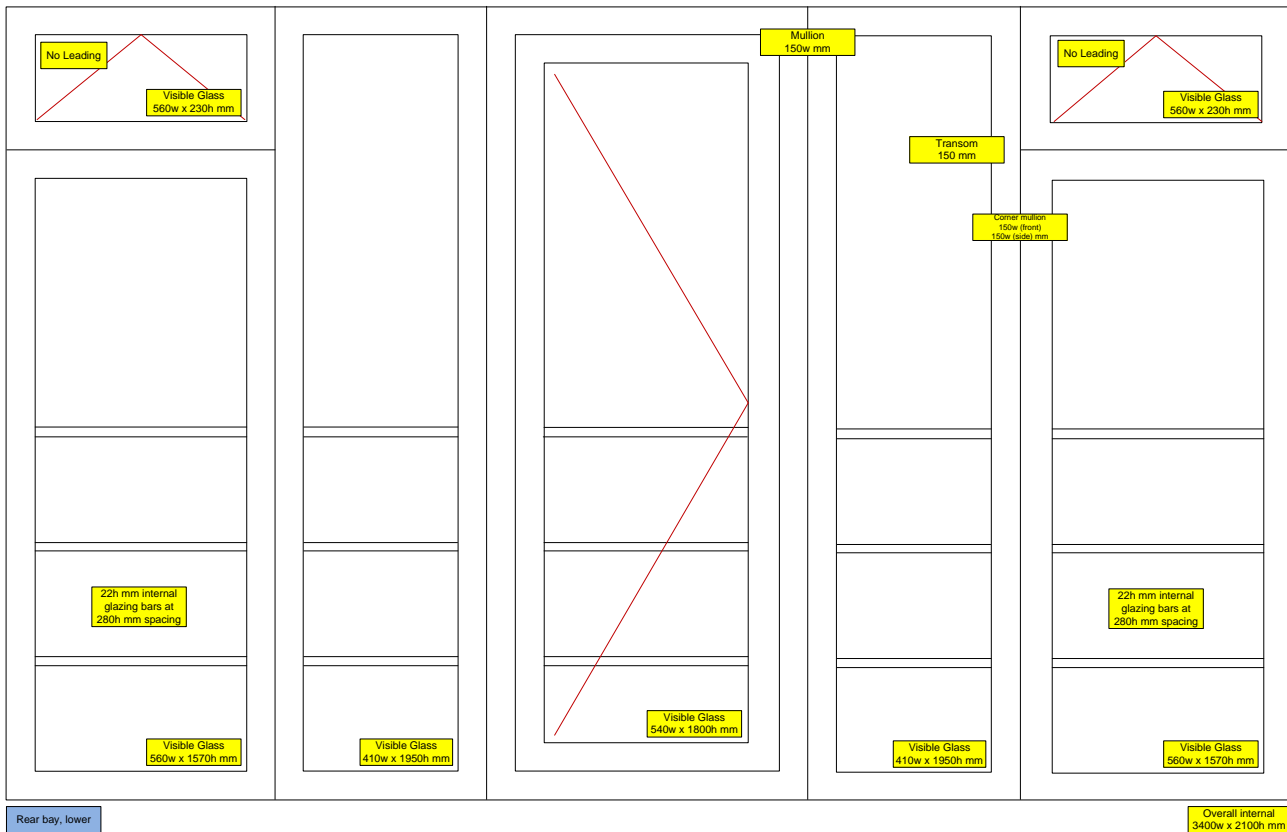 No Leading
Visible Glass
560w x 230h mm
Mullion
150w mm
No Leading
Visible Glass
560w x 230h mm
Transom
150 mm
Corner mullion
150w (front)
150w (side) mm
22h mm internal
glazing bars at
280h mm spacing
22h mm internal
glazing bars at
280h mm spacing
Visible Glass
560w x 1570h mm
Visible Glass
410w x 1950h mm
Visible Glass
540w x 1800h mm
Visible Glass
410w x 1950h mm
Visible Glass
560w x 1570h mm
Rear bay, lower
Overall internal
3400w x 2100h mm